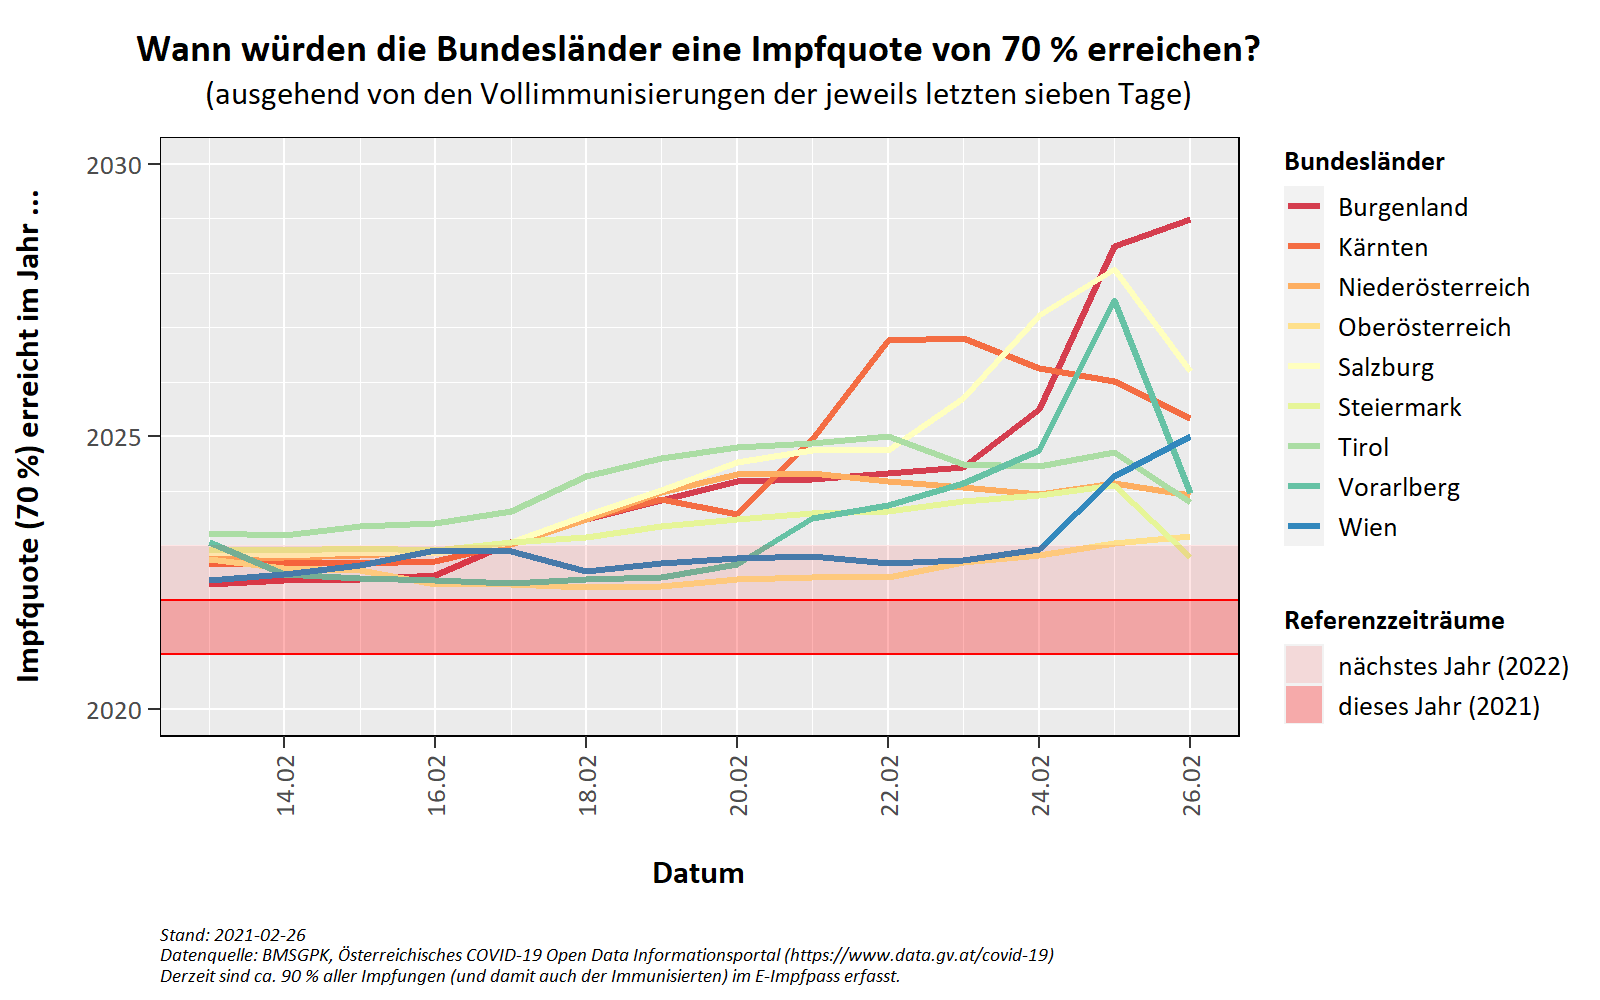 Wann würden die Bundesländer eine Impfquote von 70 % erreichen?
(ausgehend von den Vollimmunisierungen der jeweils letzten sieben Tage)
Impfquote (70 %) erreicht im Jahr ...
2030
2025
2020
14.02
16.02
18.02
20.02
22.02
24.02
26.02
Datum
Bundesländer
Burgenland
Kärnten
Niederösterreich
Oberösterreich
Salzburg
Steiermark
Tirol
Vorarlberg
Wien
Referenzzeiträume
nächstes Jahr (2022)
dieses Jahr (2021)
Stand: 2021-02-26
Datenquelle: BMSGPK, Österreichisches COVID-19 Open Data Informationsportal (https://www.data.gv.at/covid-19)
Derzeit sind ca. 90 % aller Impfungen (und damit auch der Immunisierten) im E-Impfpass erfasst.